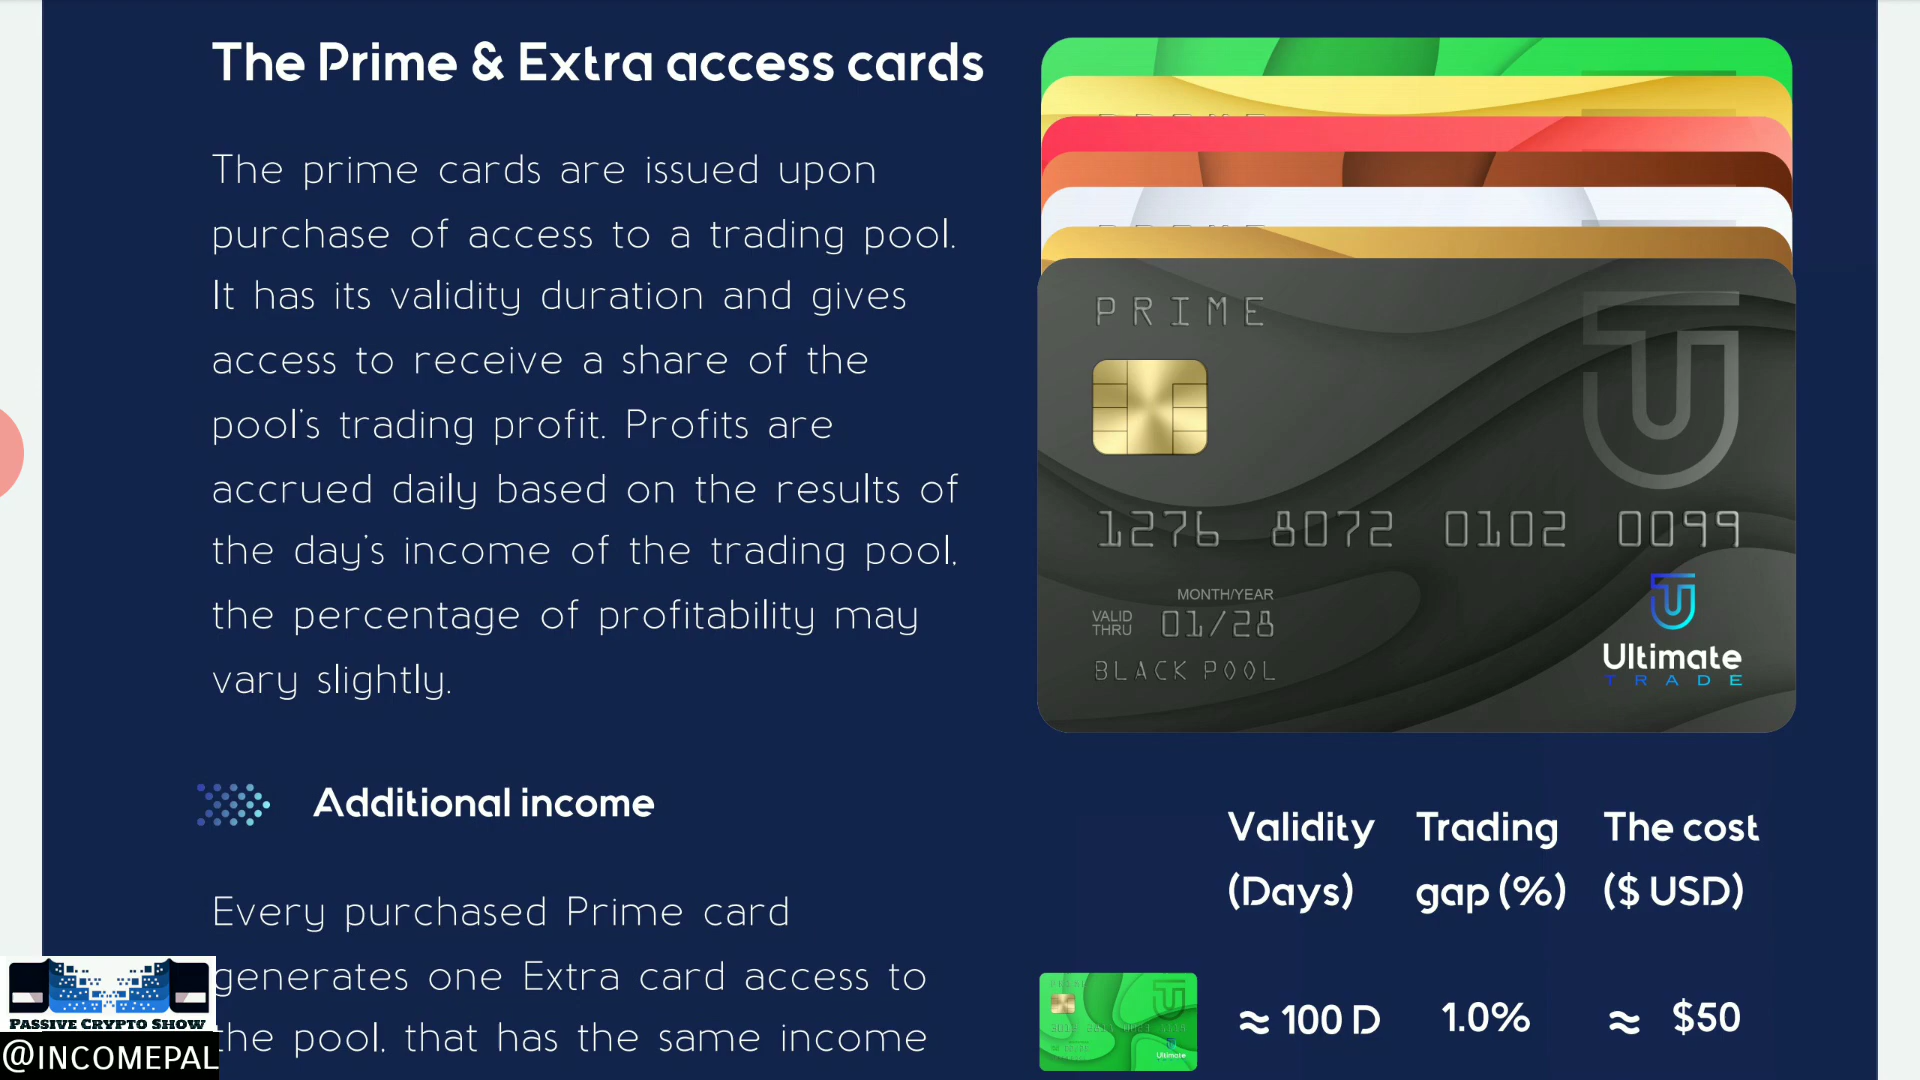 The Prime & Extra access cards
The prime cards are issued upon
purchase of access to a trading pool.
It has its validity duration and gives
access to receive a share of the
pool's trading profit. Profits are
accrued daily based on the results of
the day's income of the trading pool,
the percentage of profitability may
vary slightly.
Additional income
Every purchased Prime card
generates one Extra card access to
the pool, that has the same income
PRIME
1276 8072 0102 0099
MONTH/YEAR
VALID THRU 01/28
BLACK POOL
Ultimate
TRADE
Validity (Days)
Trading gap (%)
The cost ($ USD)
Ultimate
≈ 100 D 1.0% ≈ $50
PASSIVE CRYPTO SHOW
@INCOMEPAL